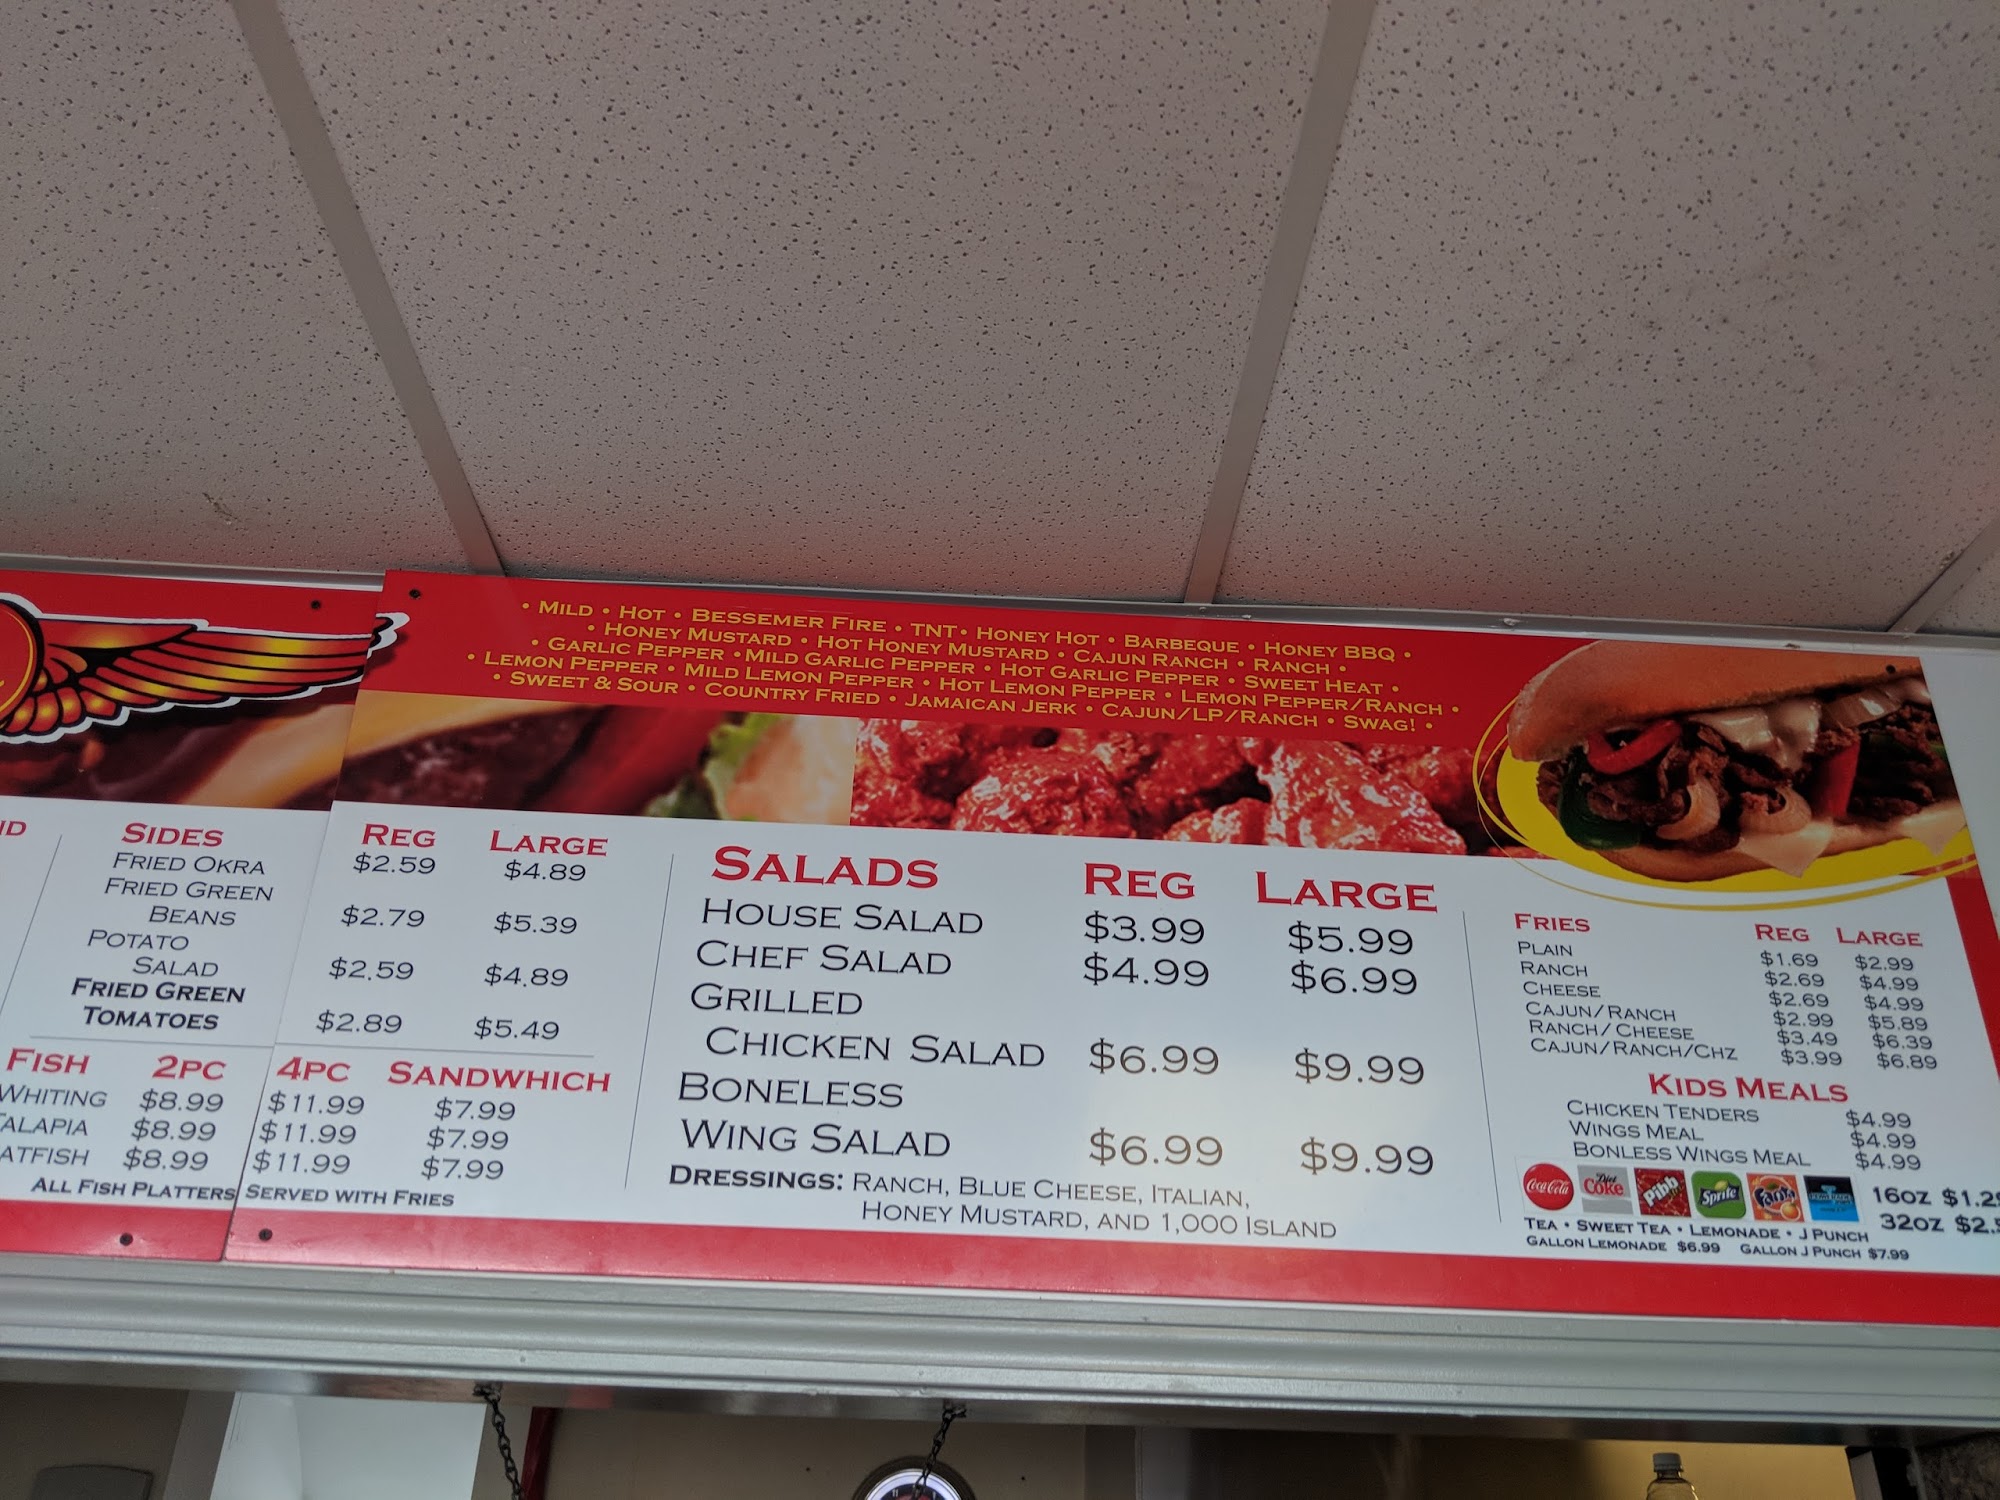 • Mild • Hot • Bessemer Fire • TNT • Honey Hot • Barbeque • Honey BBQ •
• Honey Mustard • Hot Honey Mustard • Cajun Ranch • Ranch •
• Garlic Pepper • Mild Garlic Pepper • Hot Garlic Pepper • Sweet Heat •
• Lemon Pepper • Mild Lemon Pepper • Hot Lemon Pepper • Lemon Pepper/Ranch •
• Sweet & Sour • Country Fried • Jamaican Jerk • Cajun/LP/Ranch • Swag! •
Sides Reg Large
Fried Okra $2.59 $4.89
Fried Green
Beans $2.79 $5.39
Potato
Salad $2.59 $4.89
Fried Green
Tomatoes $2.89 $5.49
Fish 2pc 4pc Sandwhich
Whiting $8.99 $11.99 $7.99
alapia $8.99 $11.99 $7.99
atfish $8.99 $11.99 $7.99
All Fish Platters Served with Fries
Salads Reg Large
House Salad $3.99 $5.99
Chef Salad $4.99 $6.99
Grilled
Chicken Salad $6.99 $9.99
Boneless
Wing Salad $6.99 $9.99
Dressings: Ranch, Blue Cheese, Italian,
Honey Mustard, and 1,000 Island
Fries Reg Large
Plain $1.69 $2.99
Ranch $2.69 $4.99
Cheese $2.69 $4.99
Cajun/Ranch $2.99 $5.89
Ranch/Cheese $3.49 $6.39
Cajun/Ranch/Chz $3.99 $6.89
Kids Meals
Chicken Tenders $4.99
Wings Meal $4.99
Bonless Wings Meal $4.99
Coca-Cola Diet Coke Pibb Sprite Fanta
16oz $1.2
32oz $2.
Tea • Sweet Tea • Lemonade • J Punch
Gallon Lemonade $6.99 Gallon J Punch $7.99